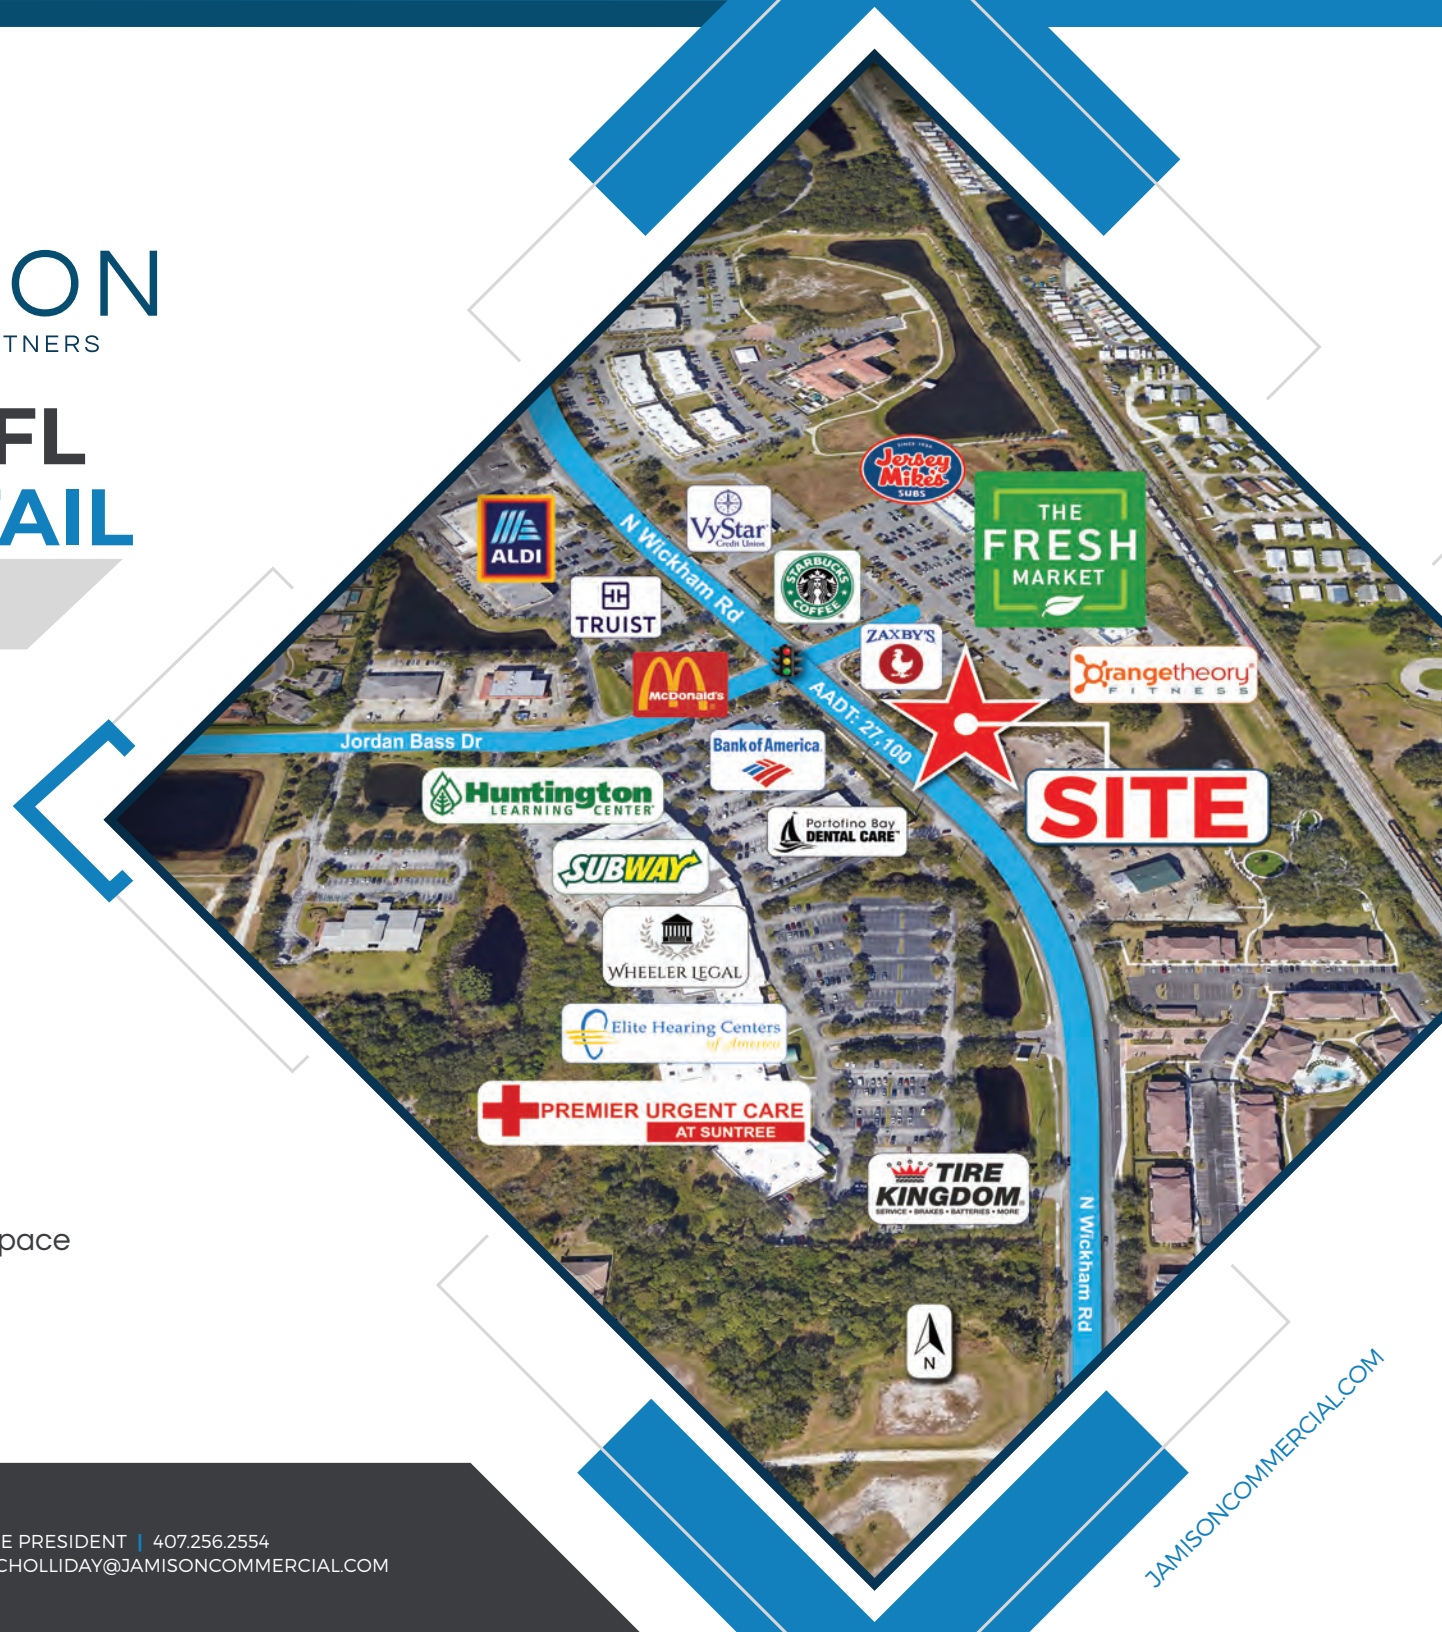 ON
TNERS
FL
TAIL
pace
E PRESIDENT | 407.256.2554
CHOLLIDAY@JAMISONCOMMERCIAL.COM
SINCE 1956
Jersey
Mike's
SUBS
THE
FRESH
MARKET
ALDI
VyStar
Credit Union
N Wickham Rd
STARBUCKS
COFFEE
TRUIST
ZAXBY'S
McDonald's
Orangetheory
FITNESS
AADT: 27,100
Jordan Bass Dr
Bank of America
SITE
Huntington
LEARNING CENTER
Portofino Bay
DENTAL CARE
SUBWAY
WHEELER LEGAL
Elite Hearing Centers
of America
PREMIER URGENT CARE
AT SUNTREE
TIRE
KINGDOM
SERVICE • BRAKES • BATTERIES • MORE
N Wickham Rd
N
JAMISONCOMMERCIAL.COM